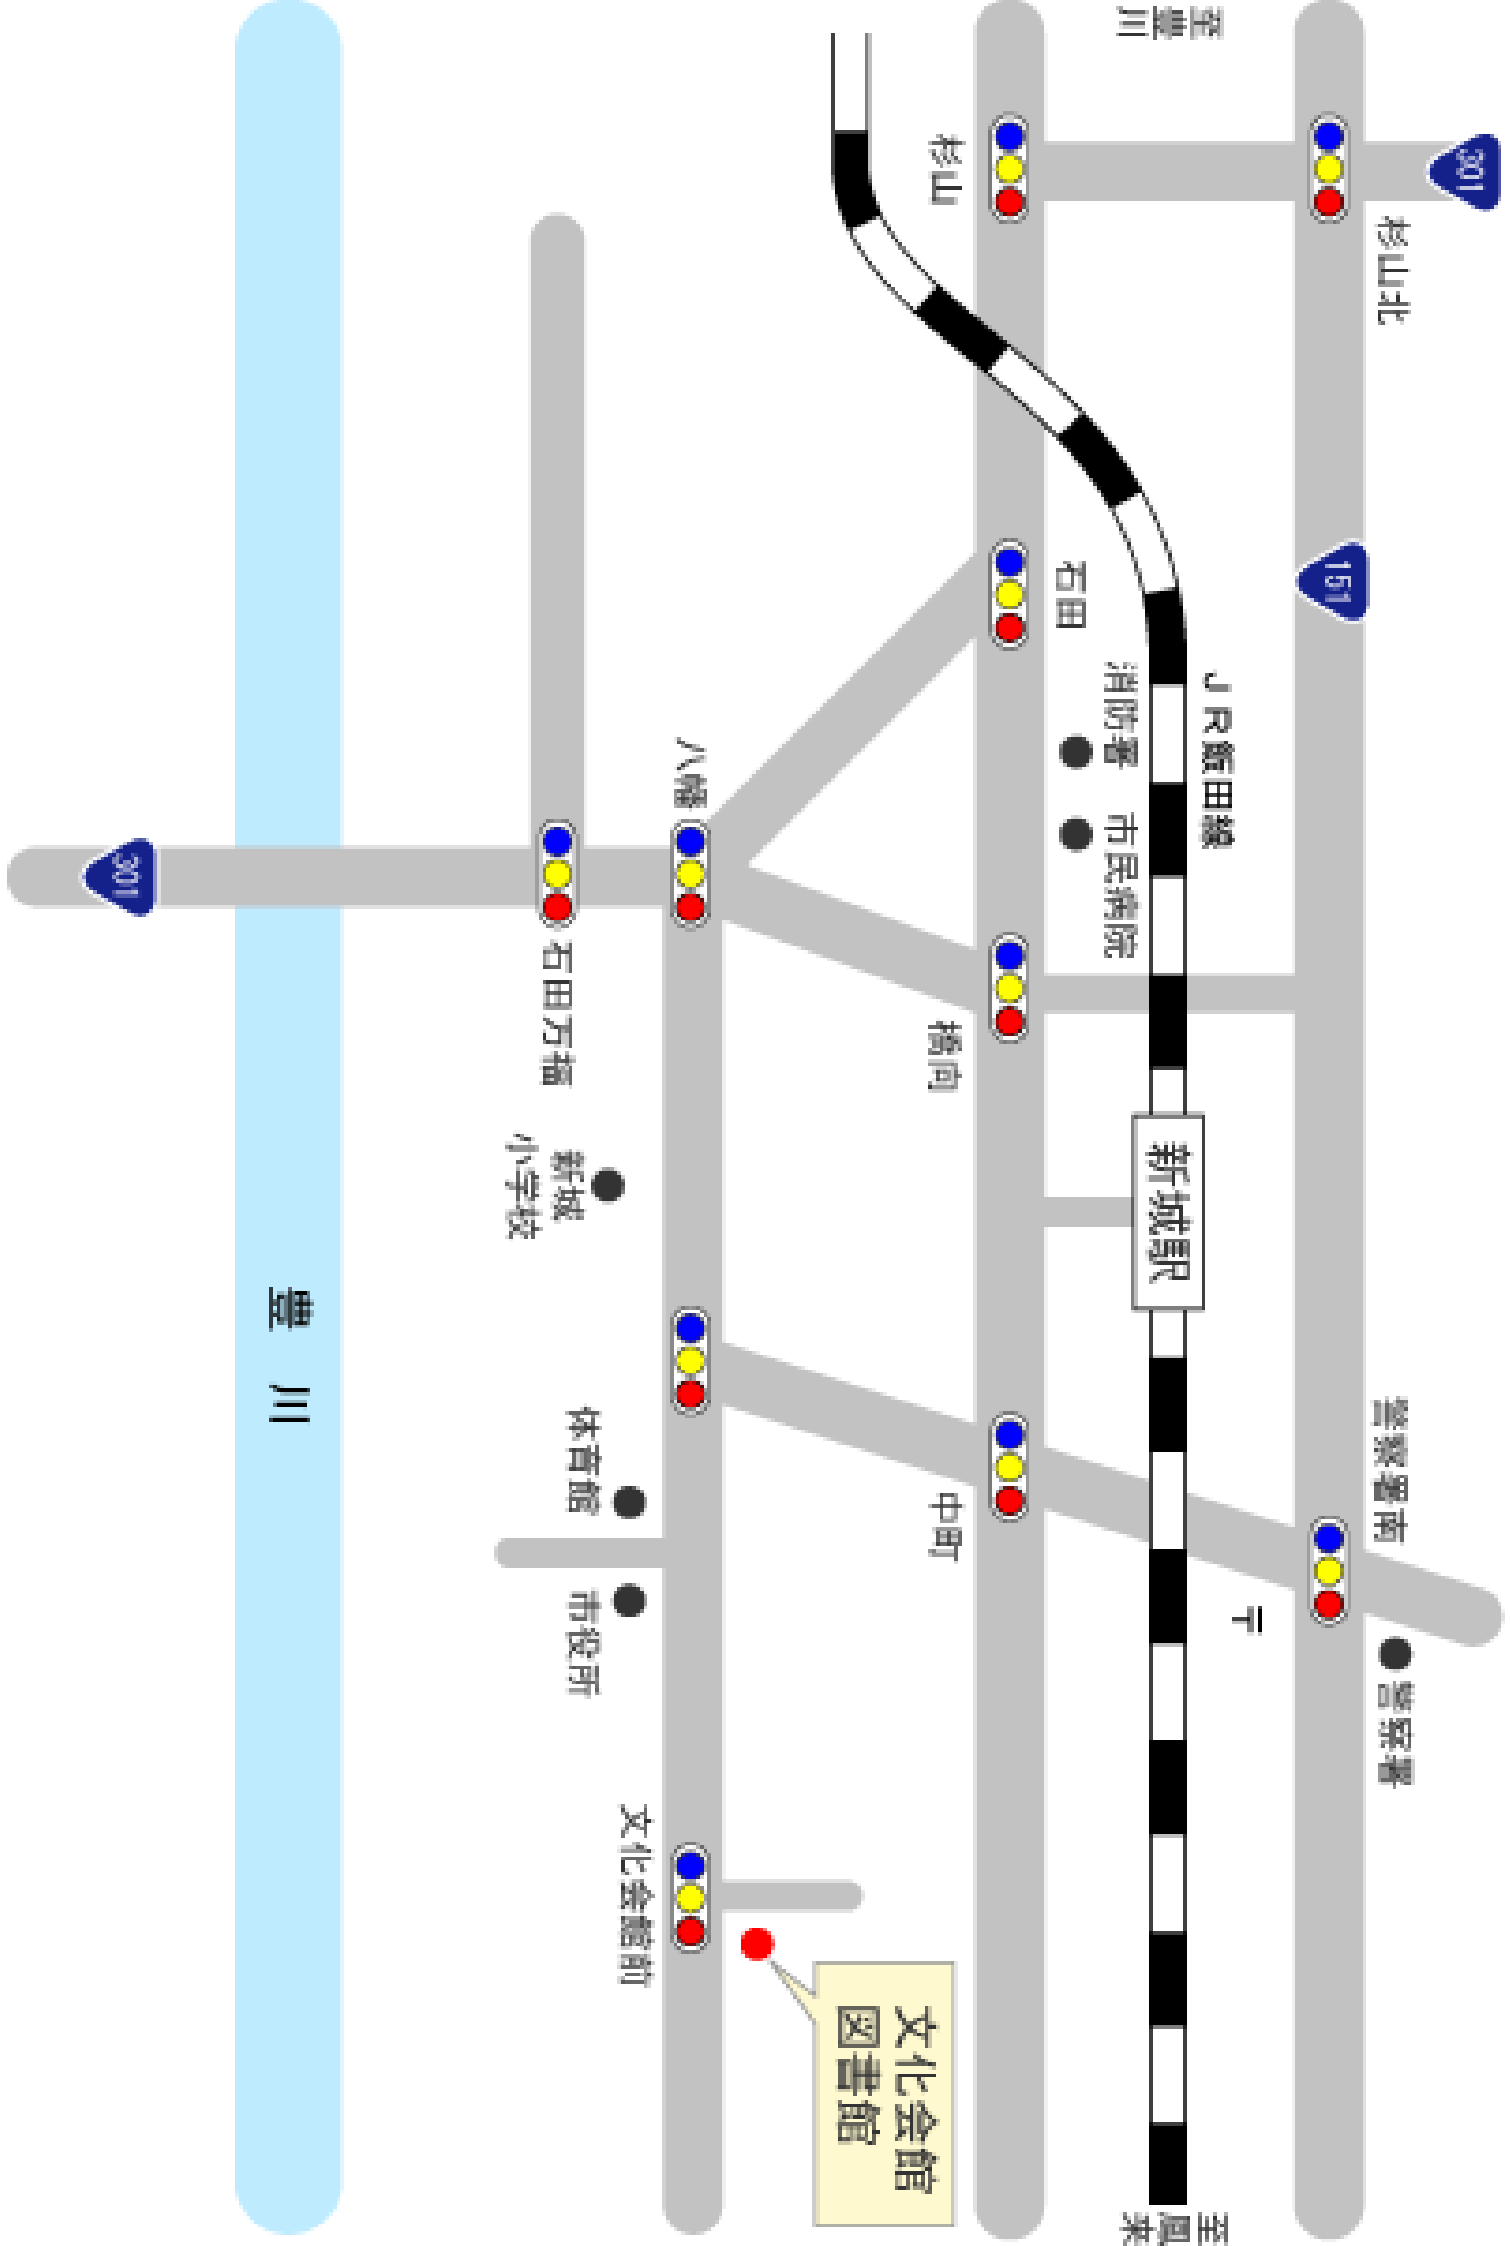 301
杉山北
至豊川
杉山
151
石田
JR飯田線
消防署
市民病院
八幡
橋向
石田万福
301
新城駅
新城
小学校
警察署南
〒
警察署
中町
体育館
市役所
豊川
文化会館前
文化会館
図書館
至鳳来